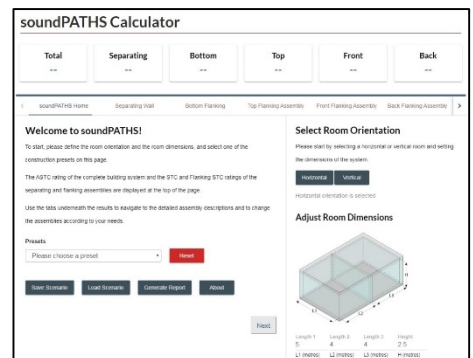 soundPATHS Calculator
Total Separating Bottom Top Front Back
-- -- -- -- -- --
soundPATHS Home Separating Wall Bottom Flanking Top Flanking Assembly Front Flanking Assembly Back Flanking Assembly
Welcome to soundPATHS!
To start, please define the room orientation and the room dimensions, and select one of the
construction presets on this page.
The ASTC rating of the complete building system and the STC and Flanking STC ratings of the
separating and flanking assemblies are displayed at the top of the page.
Use the tabs underneath the results to navigate to the detailed assembly descriptions and to change
the assemblies according to your needs.
Presets
Please choose a preset
Reset
Save Scenario Load Scenario Generate Report About
Next
Select Room Orientation
Please start by selecting a horizontal or vertical room and setting
the dimensions of the system.
Horizontal Vertical
Horizontal orientation is selected
Adjust Room Dimensions
H
L1 L2 L3
Length 1 Length 2 Length 3 Height
5 4 4 2.5
L1 (metres) L2 (metres) L3 (metres) H (metres)